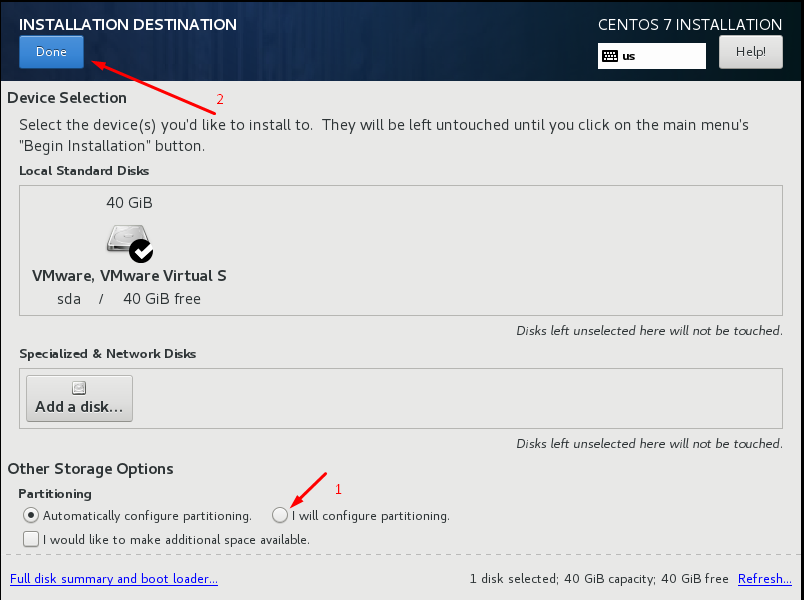 INSTALLATION DESTINATION
CENTOS 7 INSTALLATION
Done
us
Help!
2
Device Selection
Select the device(s) you'd like to install to.  They will be left untouched until you click on the main menu's
"Begin Installation" button.
Local Standard Disks
40 GiB
VMware, VMware Virtual S
sda / 40 GiB free
Disks left unselected here will not be touched.
Specialized & Network Disks
Add a disk...
Disks left unselected here will not be touched.
Other Storage Options
1
Partitioning
Automatically configure partitioning. I will configure partitioning.
I would like to make additional space available.
Full disk summary and boot loader... 1 disk selected; 40 GiB capacity; 40 GiB free Refresh...